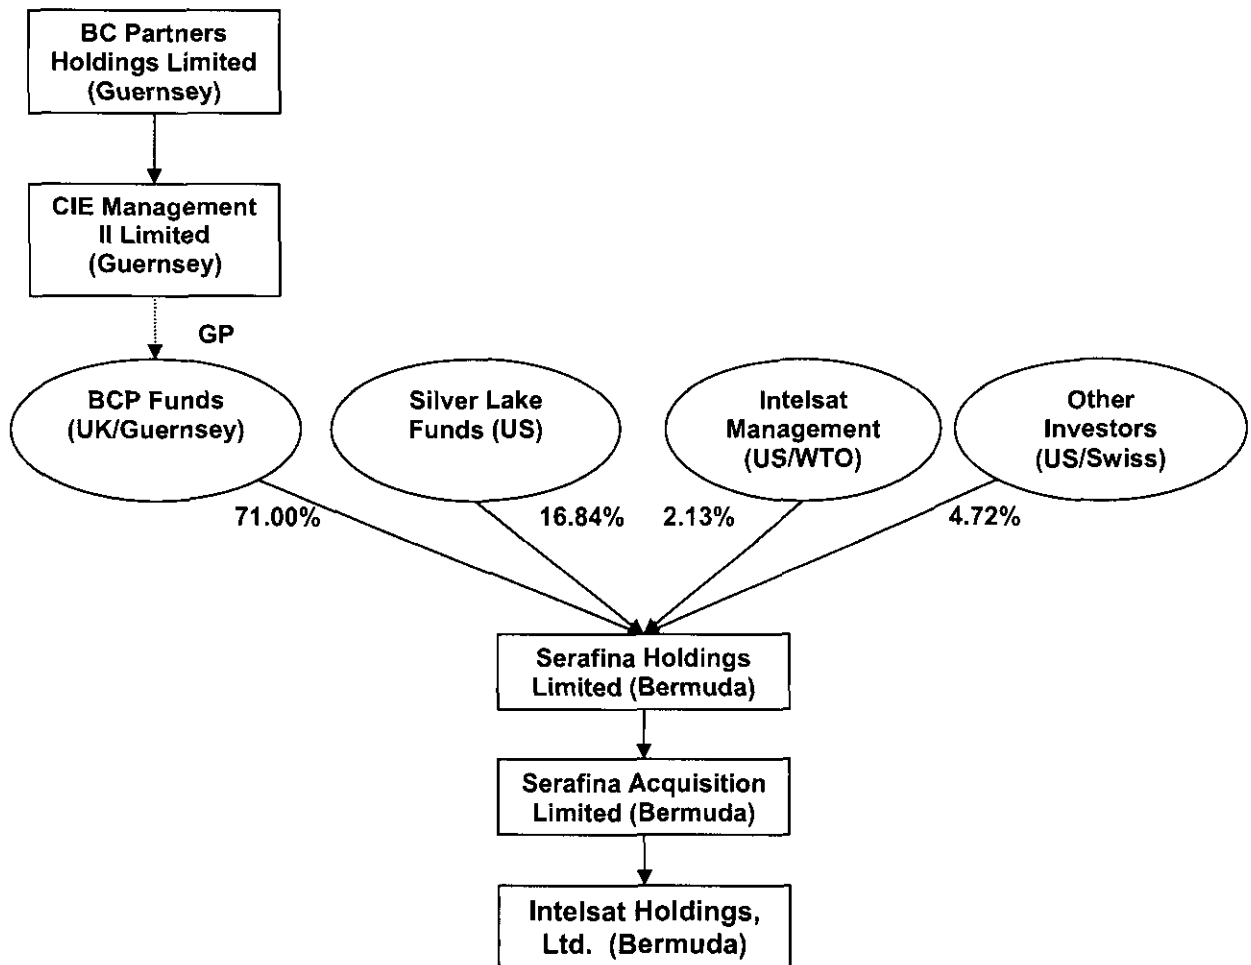 BC Partners
Holdings Limited
(Guernsey)
CIE Management
II Limited
(Guernsey)
GP
BCP Funds
(UK/Guernsey)
Silver Lake
Funds (US)
Intelsat
Management
(US/WTO)
Other
Investors
(US/Swiss)
71.00%
16.84%
2.13%
4.72%
Serafina Holdings
Limited (Bermuda)
Serafina Acquisition
Limited (Bermuda)
Intelsat Holdings,
Ltd. (Bermuda)